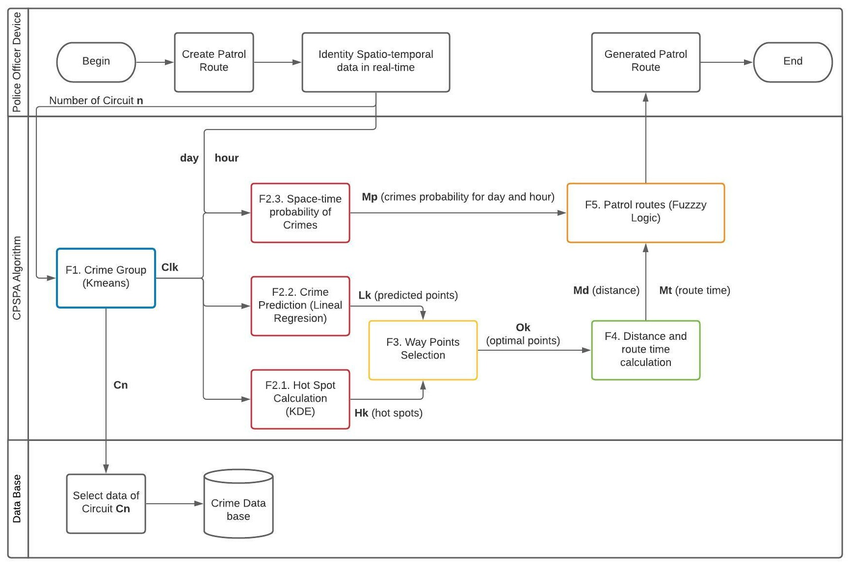 Police Officer Device
Begin
Create Patrol
Route
Identity Spatio-temporal
data in real-time
Generated Patrol
Route
End
Number of Circuit n
CPSPA Algorithm
day hour
F2.3. Space-time
probability of
Crimes
Mp (crimes probability for day and hour)
F5. Patrol routes (Fuzzzy
Logic)
F1. Crime Group
(Kmeans)
Clk
F2.2. Crime
Prediction (Lineal
Regresion)
Lk (predicted points)
Md (distance)
Mt (route time)
F3. Way Points
Selection
Ok
(optimal points)
F4. Distance and
route time
calculation
F2.1. Hot Spot
Calculation
(KDE)
Hk (hot spots)
Cn
Data Base
Select data of
Circuit Cn
Crime Data
base